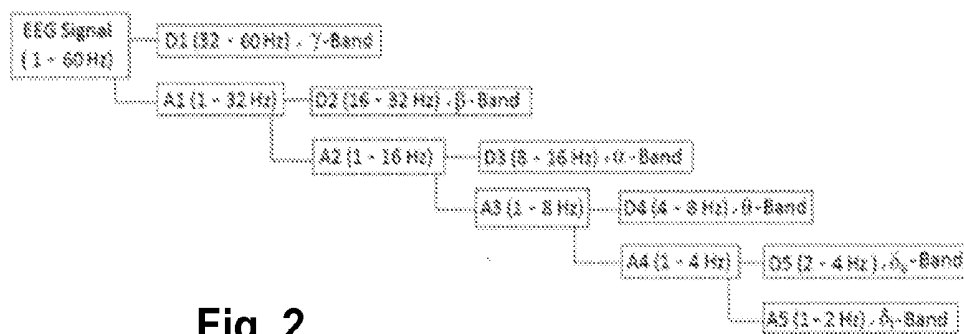 EEG Signal
(1 - 60 Hz)
D1 (32 - 60 Hz), γ-Band
A1 (1 - 32 Hz)
D2 (16 - 32 Hz), β-Band
A2 (1 - 16 Hz)
D3 (8 - 16 Hz), α-Band
A3 (1 - 8 Hz)
D4 (4 - 8 Hz), θ-Band
A4 (1 - 4 Hz)
D5 (2 - 4 Hz), -Band
A5 (1 - 2 Hz), -Band
Fig. 2